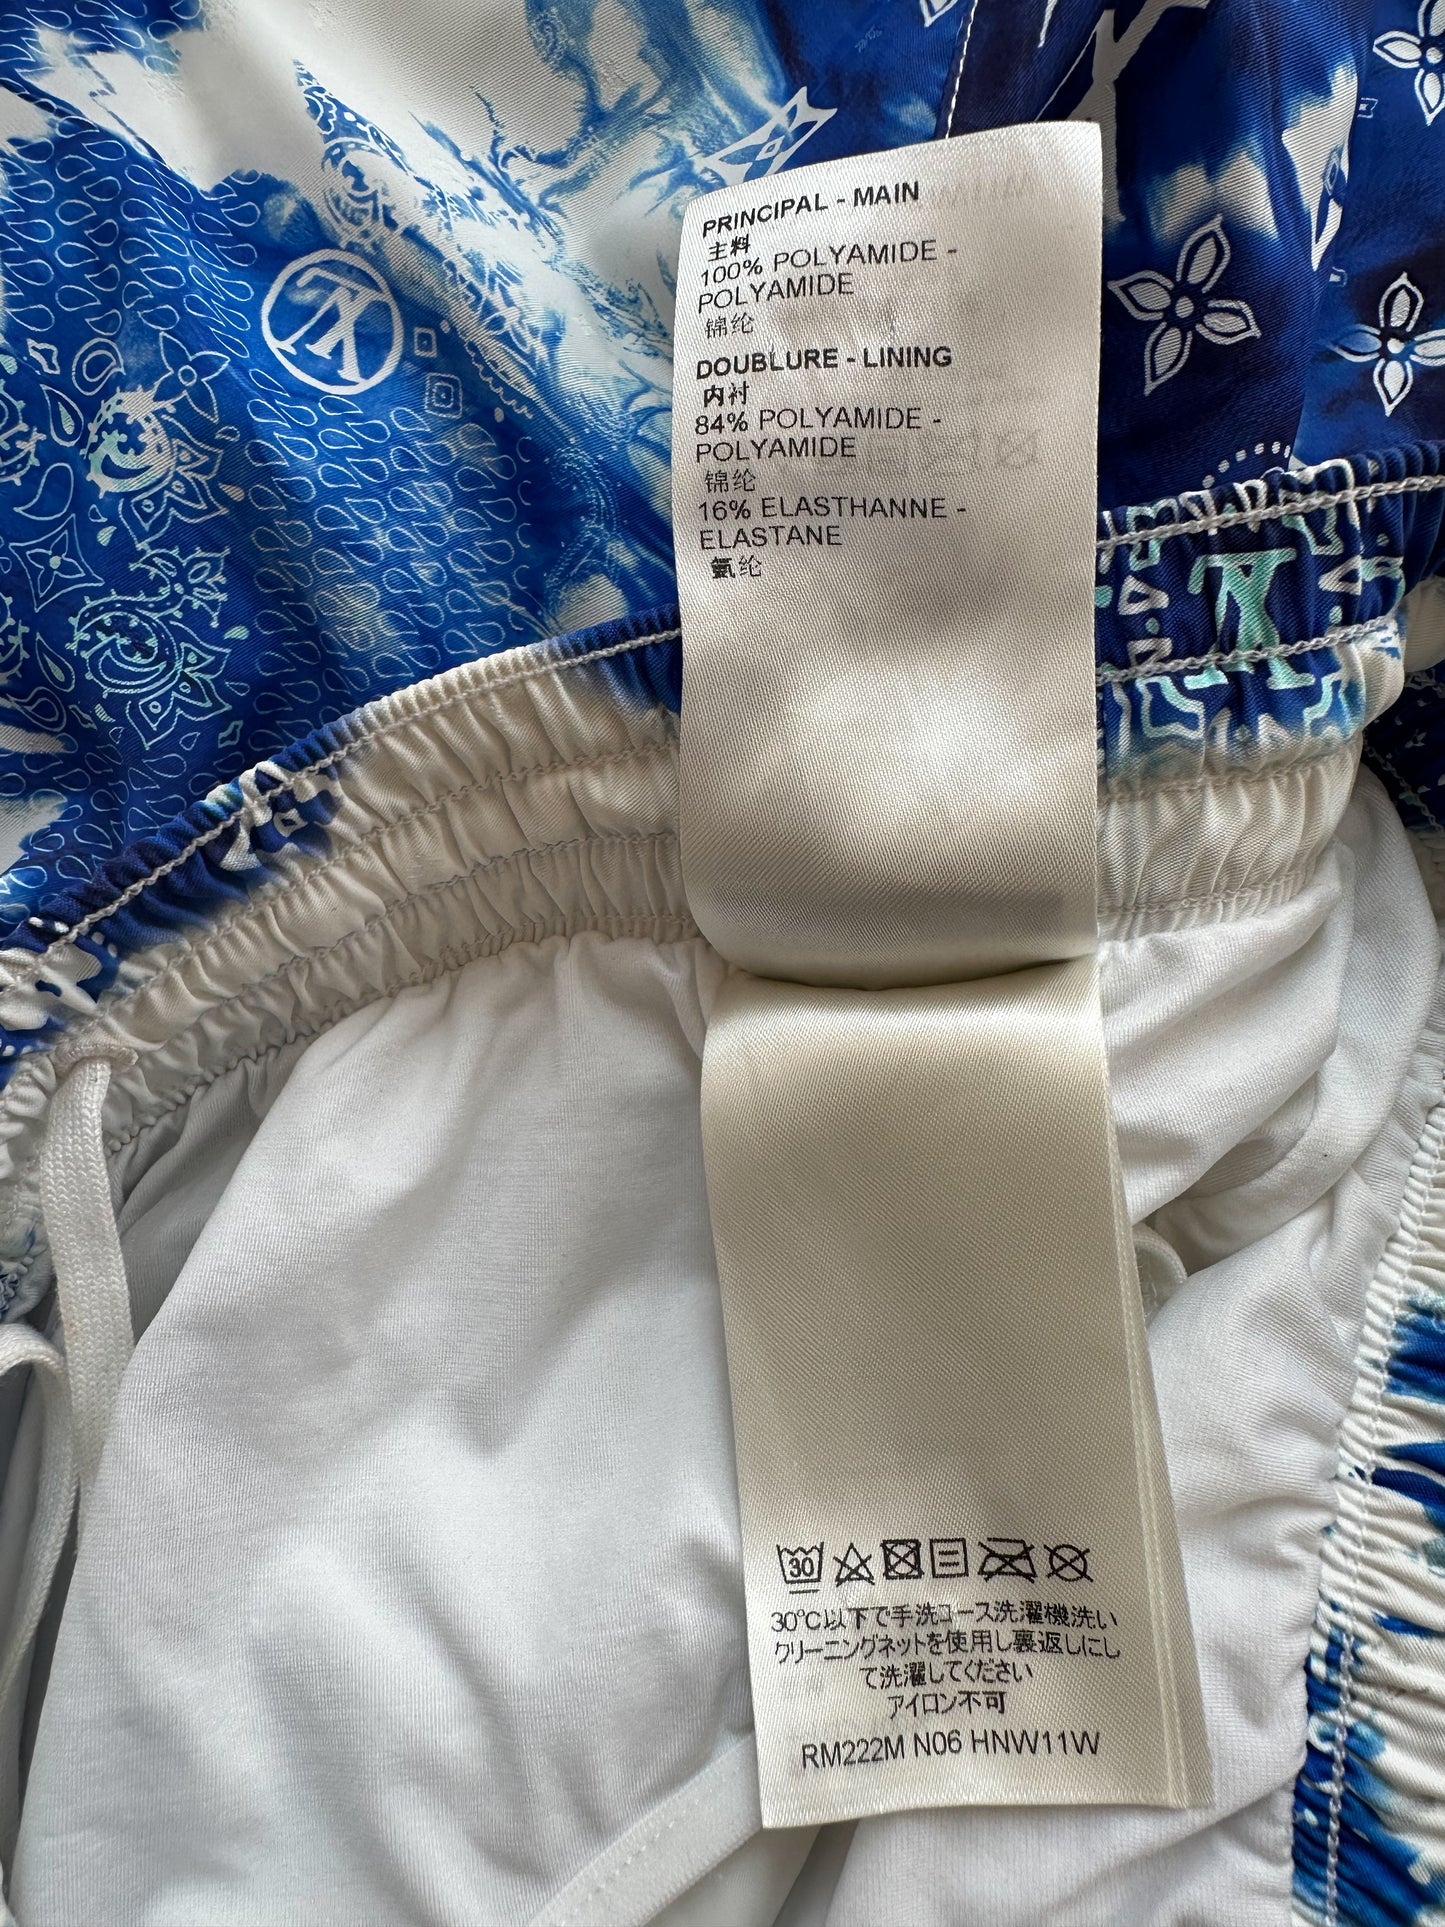 PRINCIPAL - MAIN
主料
100% POLYAMIDE -
POLYAMIDE
锦纶
DOUBLURE - LINING
内衬
84% POLYAMIDE -
POLYAMIDE
锦纶
16% ELASTHANNE -
ELASTANE
氨纶
30
30℃以下で手洗コース洗濯機洗い
クリーニングネットを使用し裏返しにし
て洗濯してください
アイロン不可
RM222M N06 HNW11W